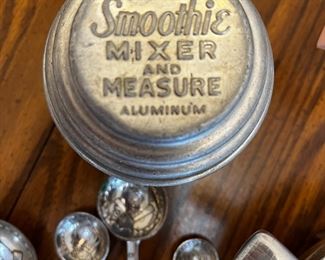 Smoothie
MIXER
AND
MEASURE
ALUMINUM